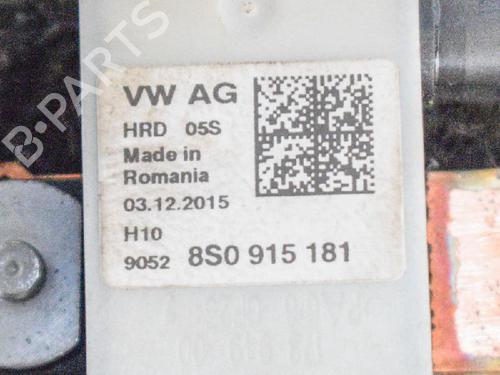 B-PARTS
VW AG
HRD 05S
Made in
Romania
03.12.2015
H10
9052 8S0 915 181